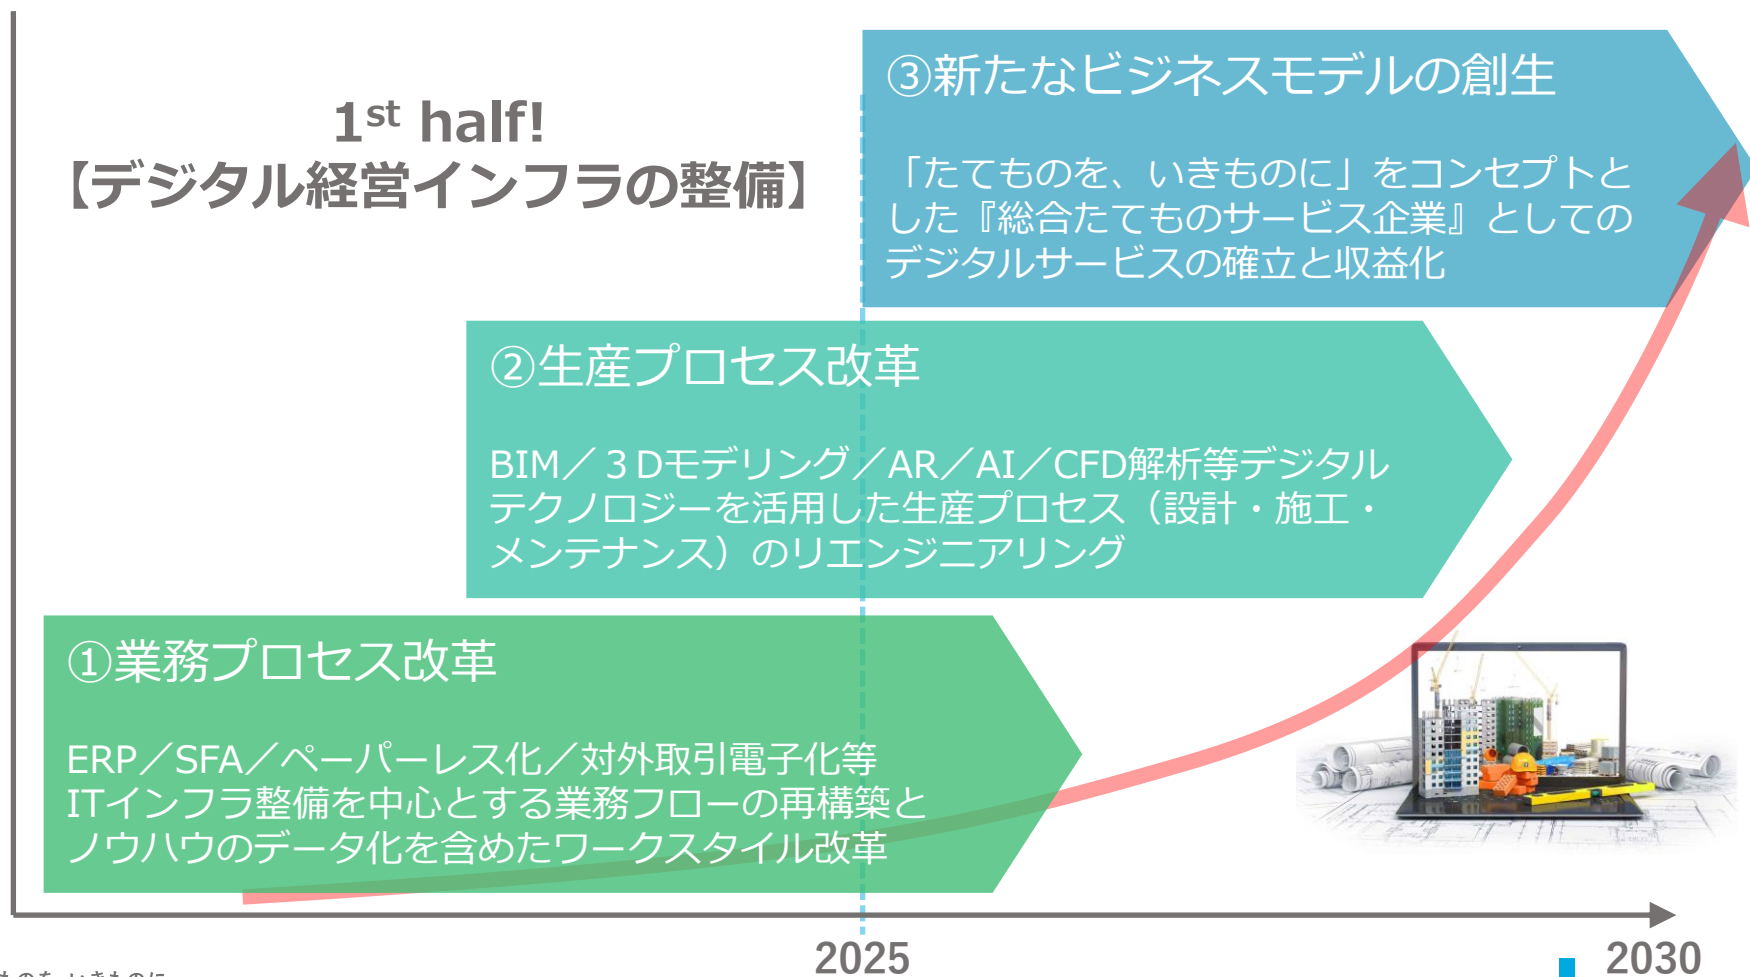 1st half!
【デジタル経営インフラの整備】
③新たなビジネスモデルの創生
「たてものを、いきものに」をコンセプトと
した『総合たてものサービス企業』としての
デジタルサービスの確立と収益化
②生産プロセス改革
BIM／３Dモデリング／AR／AI／CFD解析等デジタル
テクノロジーを活用した生産プロセス（設計・施工・
メンテナンス）のリエンジニアリング
①業務プロセス改革
ERP／SFA／ペーパーレス化／対外取引電子化等
ITインフラ整備を中心とする業務フローの再構築と
ノウハウのデータ化を含めたワークスタイル改革
2025
2030